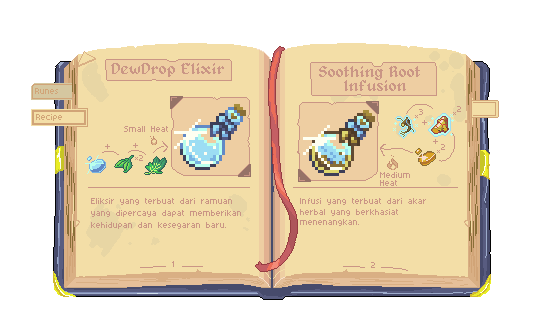 Runes
Recipe
DewDrop Elixir
Small Heat
+
+
x2
Eliksir yang terbuat dari ramuan
yang dipercaya dapat memberikan
kehidupan dan kesegaran baru.
1
Soothing Root
Infusion
+3
+
2
+
2
Medium
Heat
Infusi yang terbuat dari akar
herbal yang berkhasiat
menenangkan.
2